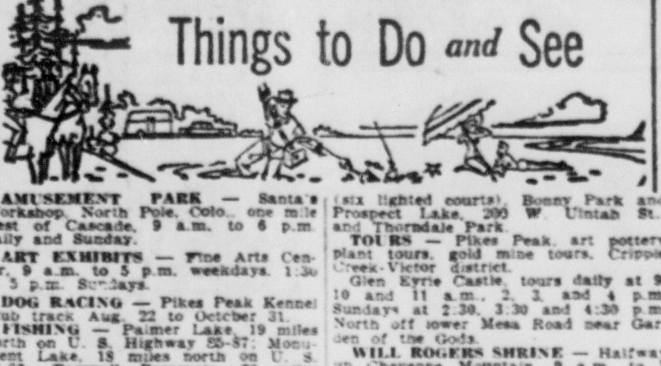 Things to Do and See
AMUSEMENT PARK — Santa's
orkshop, North Pole, Colo., one mile
est of Cascade, 9 a.m. to 6 p.m.
ily and Sunday.
ART EXHIBITS — Fine Arts Cen-
r, 9 a.m. to 5 p.m. weekdays. 1:30
5 p.m. Sundays.
DOG RACING — Pikes Peak Kennel
ub track Aug. 22 to October 31.
FISHING — Palmer Lake, 19 miles
rth on U. S. Highway 85-87; Monu-
ent Lake, 18 miles north on U. S.
(six lighted courts), Bonny Park and
Prospect Lake, 200 W. Uintah St.
and Thorndale Park.
TOURS — Pikes Peak, art pottery
plant tours, gold mine tours, Cripple
Creek-Victor district.
Glen Eyrie Castle, tours daily at 9
10 and 11 a.m., 2, 3, and 4 p.m
Sundays at 2:30, 3:30 and 4:30 p.m
North off lower Mesa Road near Gar
den of the Gods.
WILL ROGERS SHRINE — Halfway
up Cheyenne Mountain, 8 a.m. to